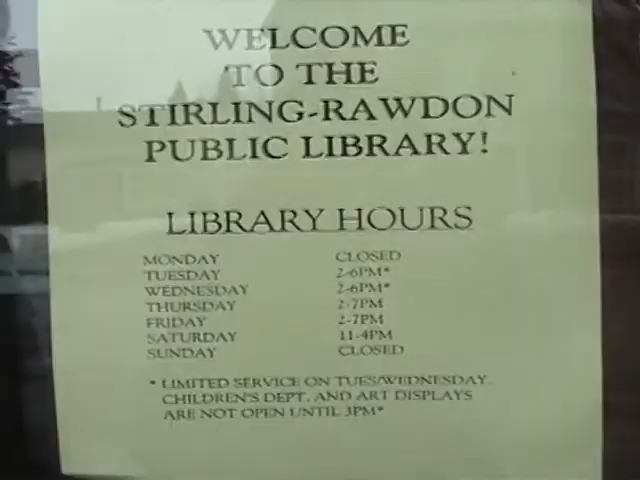 WELCOME
TO THE
STIRLING-RAWDON
PUBLIC LIBRARY!
LIBRARY HOURS
MONDAY CLOSED
TUESDAY 2-6PM*
WEDNESDAY 2-6PM*
THURSDAY 2-7PM
FRIDAY 2-7PM
SATURDAY 11-4PM
SUNDAY CLOSED
* LIMITED SERVICE ON TUES/WEDNESDAY.
CHILDREN'S DEPT. AND ART DISPLAYS
ARE NOT OPEN UNTIL 3PM*